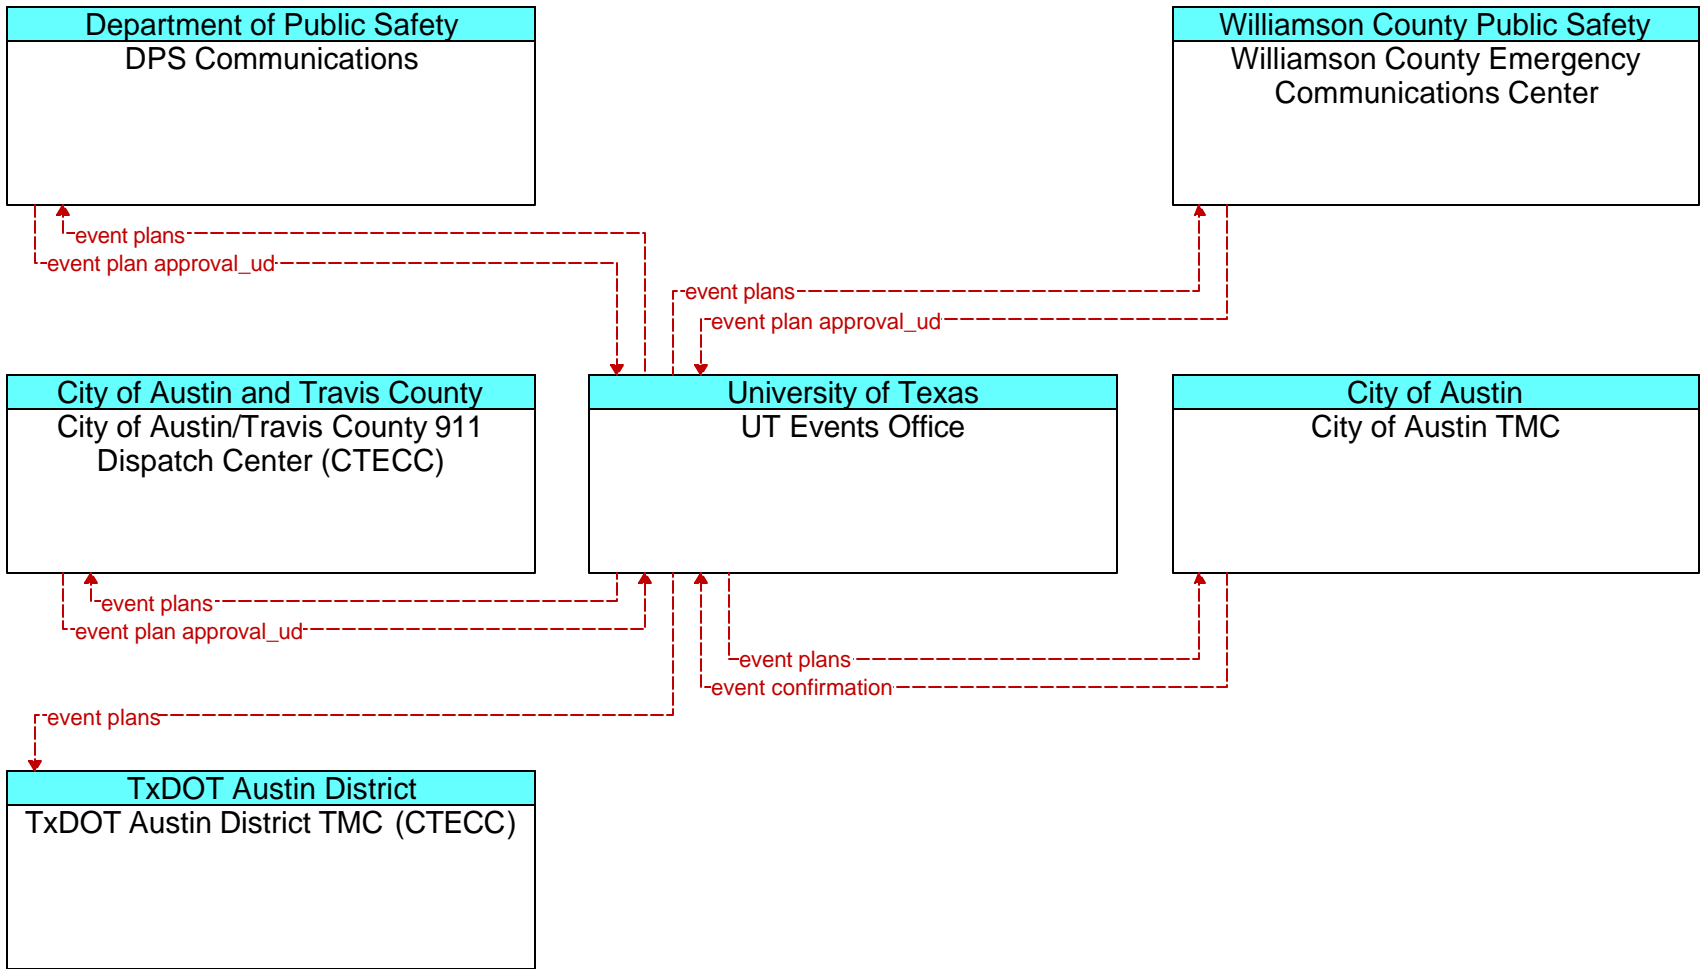 Department of Public Safety
DPS Communications
Williamson County Public Safety
Williamson County Emergency
Communications Center
event plans
event plan approval_ud
event plans
event plan approval_ud
City of Austin and Travis County
City of Austin/Travis County 911
Dispatch Center (CTECC)
University of Texas
UT Events Office
City of Austin
City of Austin TMC
event plans
event plan approval_ud
event plans
event confirmation
event plans
TxDOT Austin District
TxDOT Austin District TMC (CTECC)